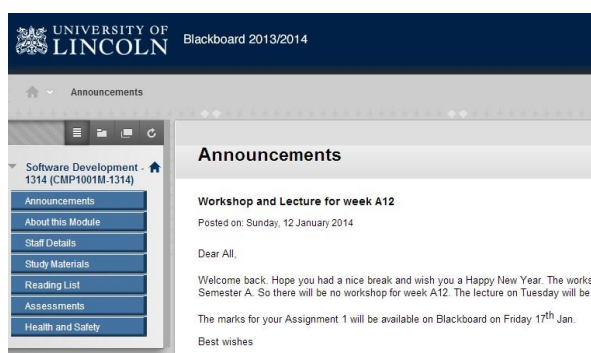 UNIVERSITY OF
LINCOLN
Blackboard 2013/2014
Announcements
Software Development -
1314 (CMP1001M-1314)
Announcements
About this Module
Staff Details
Study Materials
Reading List
Assessments
Health and Safety
Announcements
Workshop and Lecture for week A12
Posted on: Sunday, 12 January 2014
Dear All,
Welcome back. Hope you had a nice break and wish you a Happy New Year. The works
Semester A. So there will be no workshop for week A12. The lecture on Tuesday will be
The marks for your Assignment 1 will be available on Blackboard on Friday 17th Jan.
Best wishes